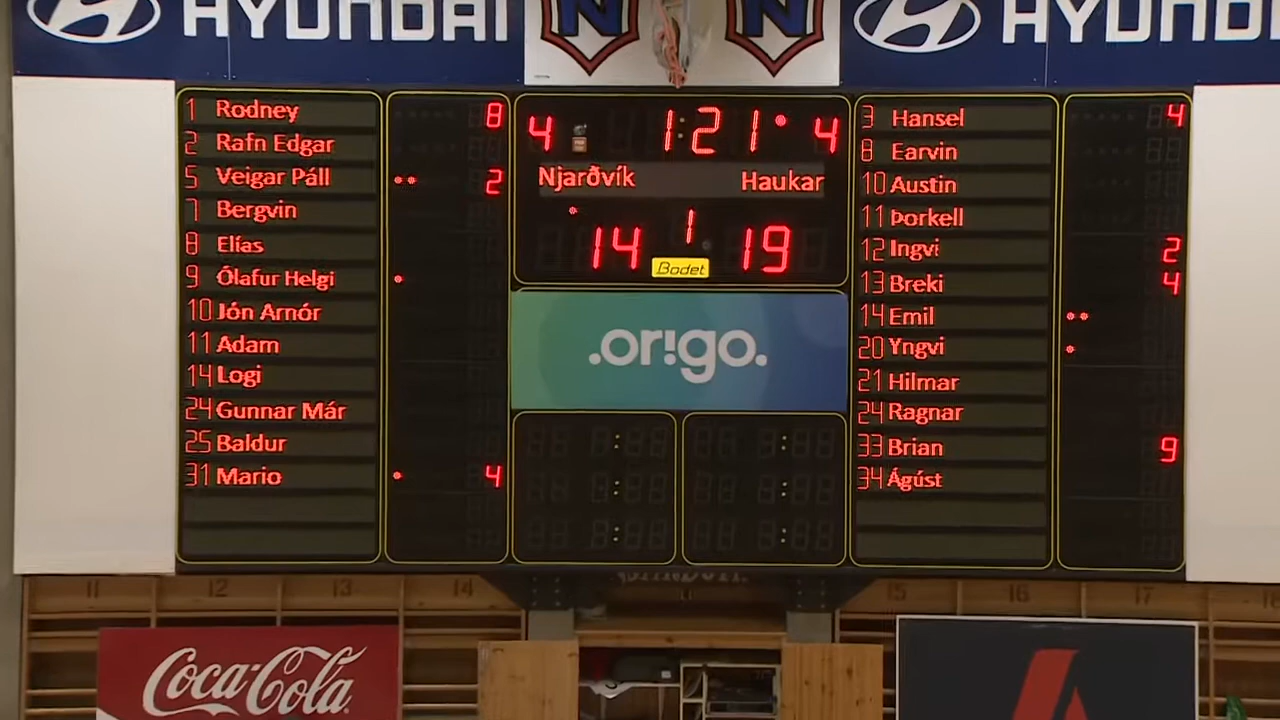 HYUNDAI N N HYUNDAI
1 Rodney 8
2 Rafn Edgar
5 Veigar Páll 2
7 Bergvin
8 Elías
9 Ólafur Helgi
10 Jón Arnór
11 Adam
14 Logi
24 Gunnar Már
25 Baldur
31 Mario 4
4 1:21 4
Njarðvík Haukar
14 1 19
Bodet
.origo.
3 Hansel 4
8 Earvin
10 Austin
11 Þorkell
12 Ingvi 2
13 Breki 4
14 Emil
20 Yngvi
21 Hilmar
24 Ragnar
33 Brian 9
34 Ágúst
11 12 13 14 15 16 17 18
Coca-Cola